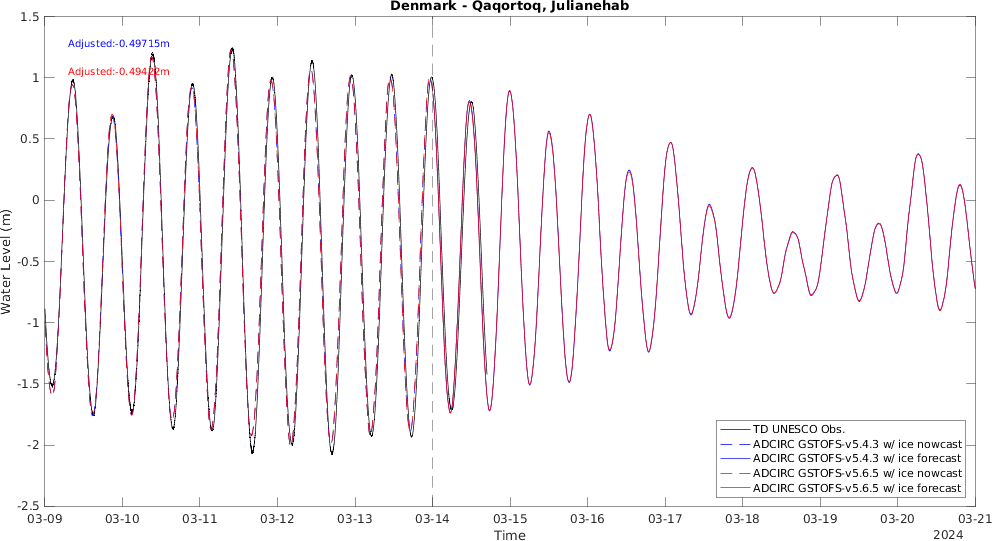 Denmark - Qaqortoq, Julianehab
1.5
1
0.5
0
-0.5
-1
-1.5
-2
-2.5
Water Level (m)
Adjusted:-0.49715m
Adjusted:-0.49422m
TD UNESCO Obs.
ADCIRC GSTOFS-v5.4.3 w/ ice nowcast
ADCIRC GSTOFS-v5.4.3 w/ ice forecast
ADCIRC GSTOFS-v5.6.5 w/ ice nowcast
ADCIRC GSTOFS-v5.6.5 w/ ice forecast
03-09 03-10 03-11 03-12 03-13 03-14 03-15 03-16 03-17 03-18 03-19 03-20 03-21
Time
2024